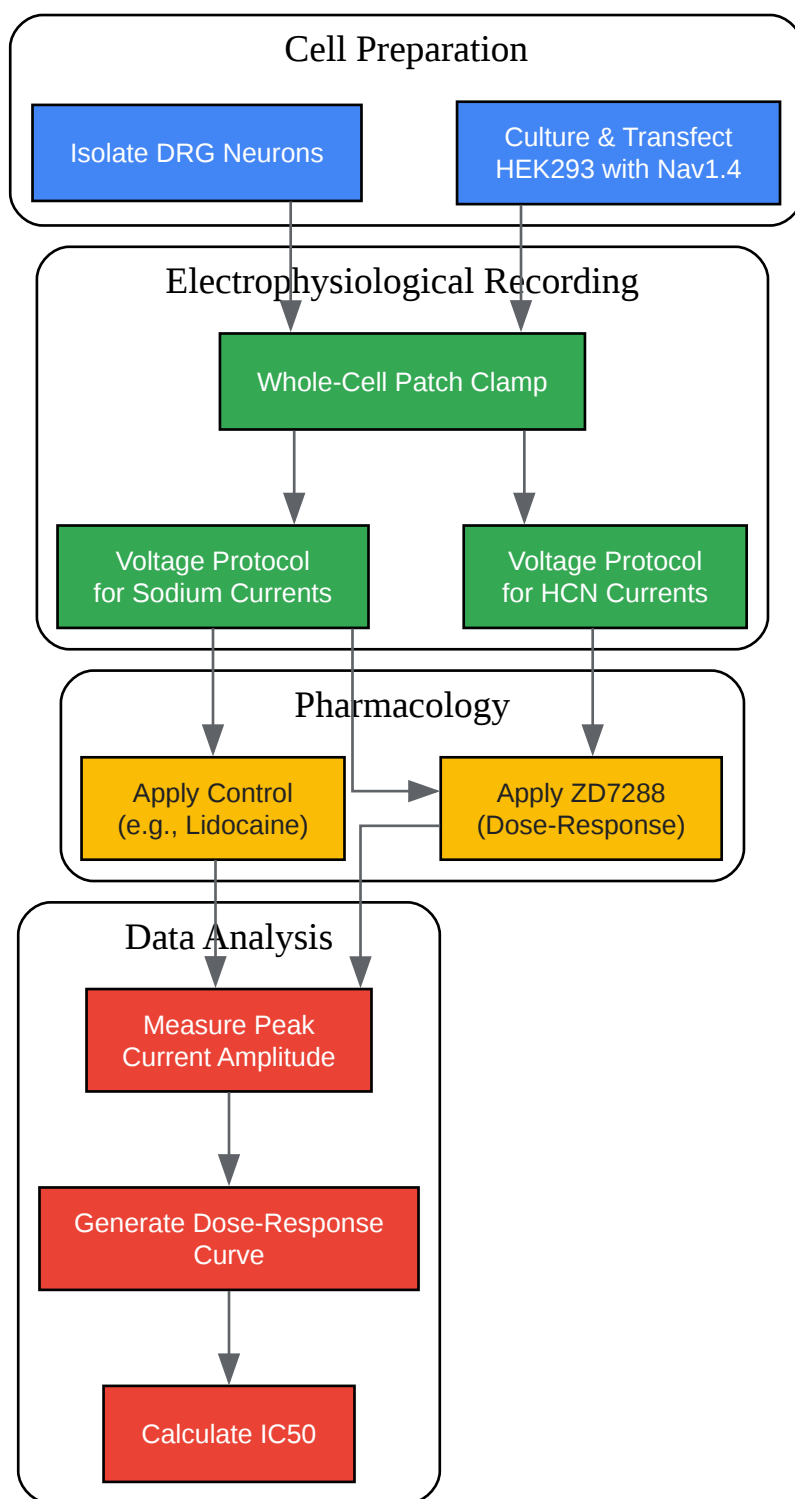 Cell Preparation
Isolate DRG Neurons
Culture & Transfect
HEK293 with Nav1.4
Electrophysiological Recording
Whole-Cell Patch Clamp
Voltage Protocol
for Sodium Currents
Voltage Protocol
for HCN Currents
Pharmacology
Apply Control
(e.g., Lidocaine)
Apply ZD7288
(Dose-Response)
Data Analysis
Measure Peak
Current Amplitude
Generate Dose-Response
Curve
Calculate IC50